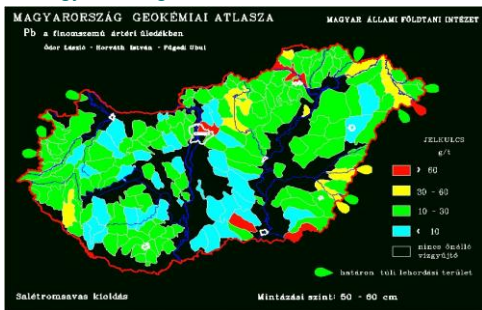 MAGYARORSZÁG GEOKÉMIAI ATLASZA
MAGYAR ÁLLAMI FÖLDTANI INTÉZET
Pb a finomszemű ártéri üledékben
Ódor László - Horváth István - Fügedi Ubul
JELKULCS
g/t
> 60
30 - 60
10 - 30
< 10
nincs önálló
vízgyűjtő
határon túli lehordási terület
Salétromsavas kioldás
Mintázási szint: 50 - 60 cm